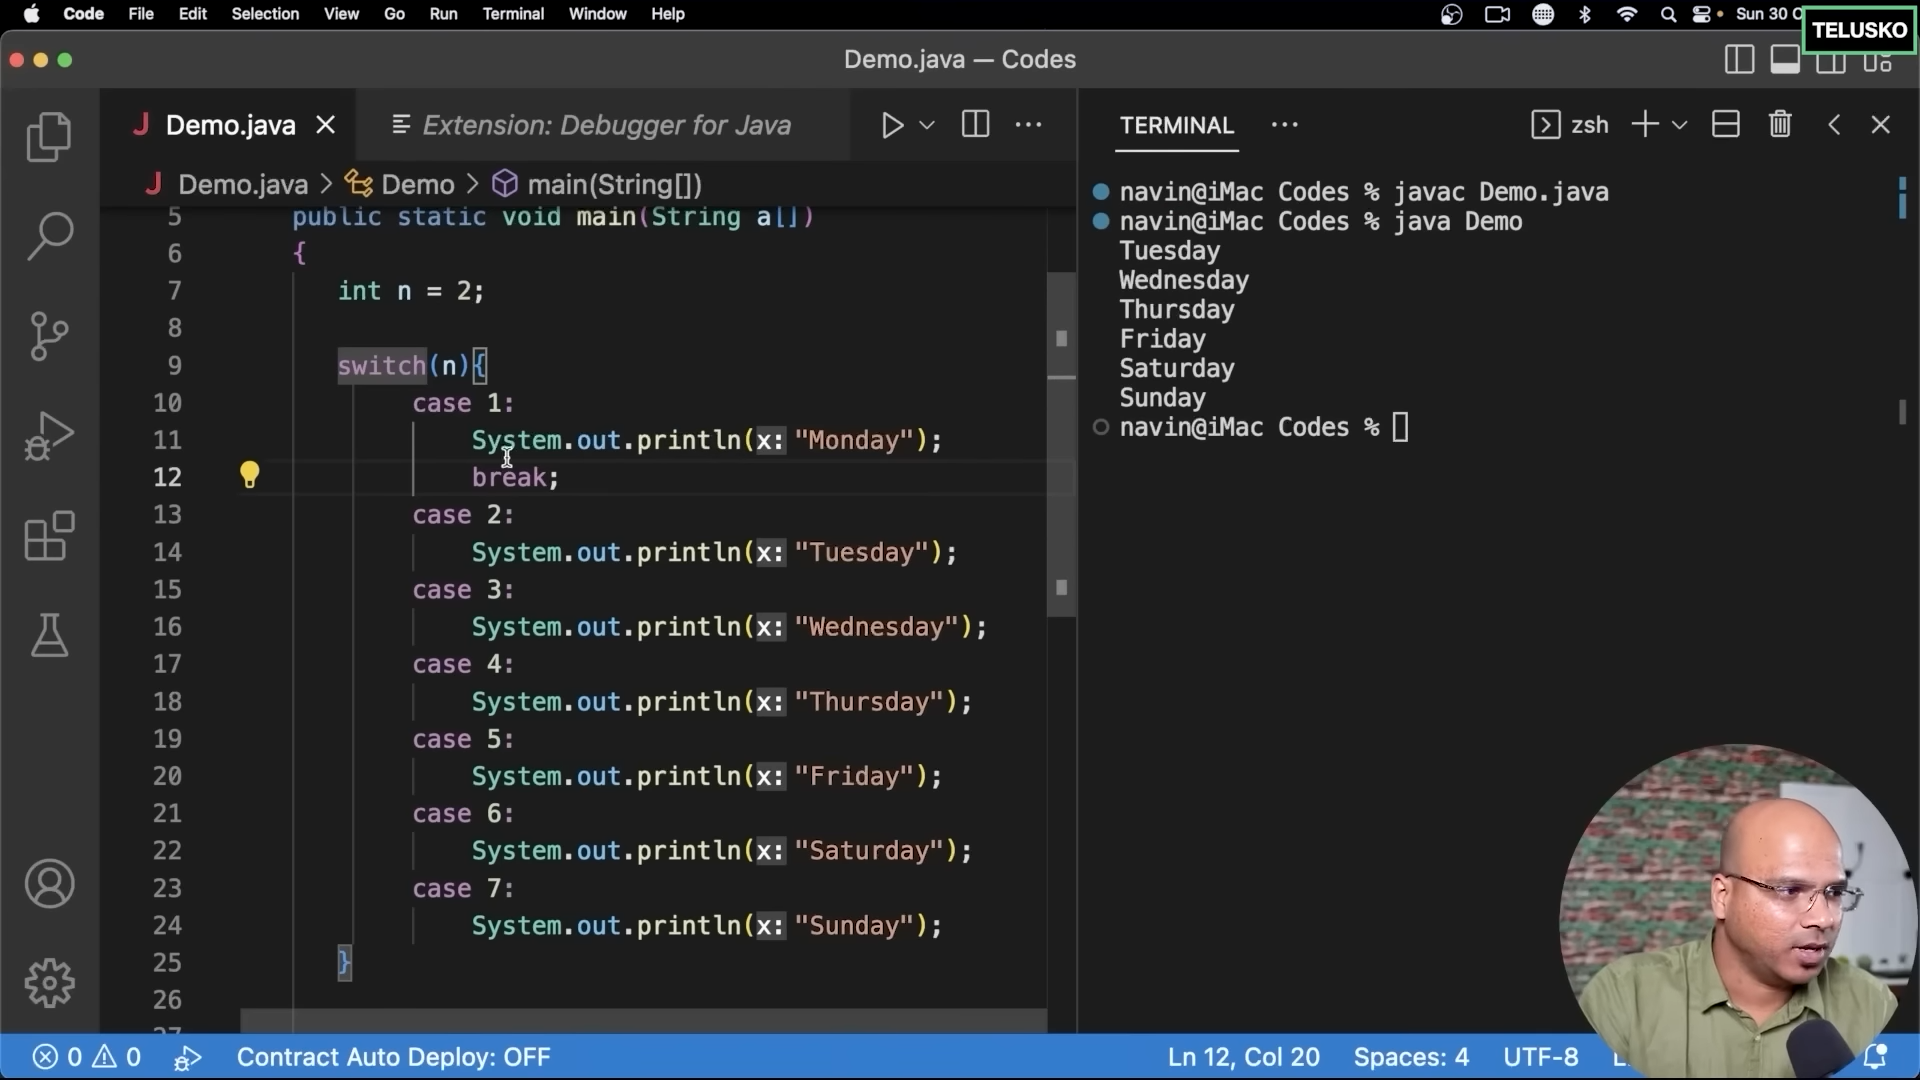 Code File Edit Selection View Go Run Terminal Window Help Sun 30
TELUSKO
Demo.java — Codes
Demo.java Extension: Debugger for Java
Demo.java > Demo > main(String[])
5 public static void main(String a[])
6 {
7 int n = 2;
8
9 switch(n){
10 case 1:
11 System.out.println(x: "Monday");
12 break;
13 case 2:
14 System.out.println(x: "Tuesday");
15 case 3:
16 System.out.println(x: "Wednesday");
17 case 4:
18 System.out.println(x: "Thursday");
19 case 5:
20 System.out.println(x: "Friday");
21 case 6:
22 System.out.println(x: "Saturday");
23 case 7:
24 System.out.println(x: "Sunday");
25 }
26
TERMINAL zsh
navin@iMac Codes % javac Demo.java
navin@iMac Codes % java Demo
Tuesday
Wednesday
Thursday
Friday
Saturday
Sunday
navin@iMac Codes %
0 0 Contract Auto Deploy: OFF Ln 12, Col 20 Spaces: 4 UTF-8